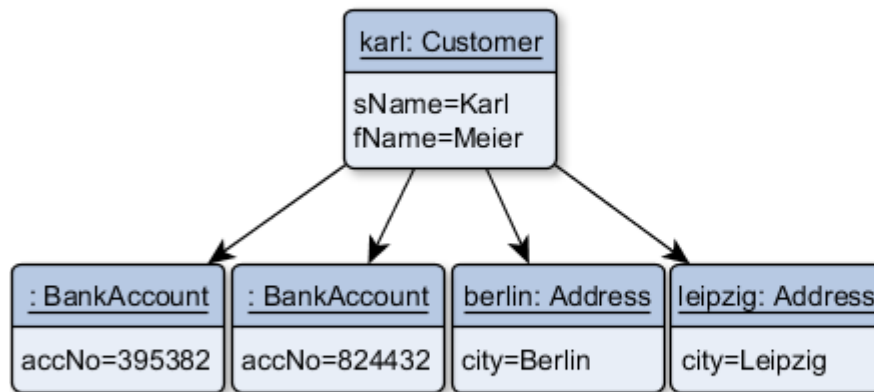 karl: Customer
sName=Karl
fName=Meier
: BankAccount
accNo=395382
: BankAccount
accNo=824432
berlin: Address
city=Berlin
leipzig: Address
city=Leipzig